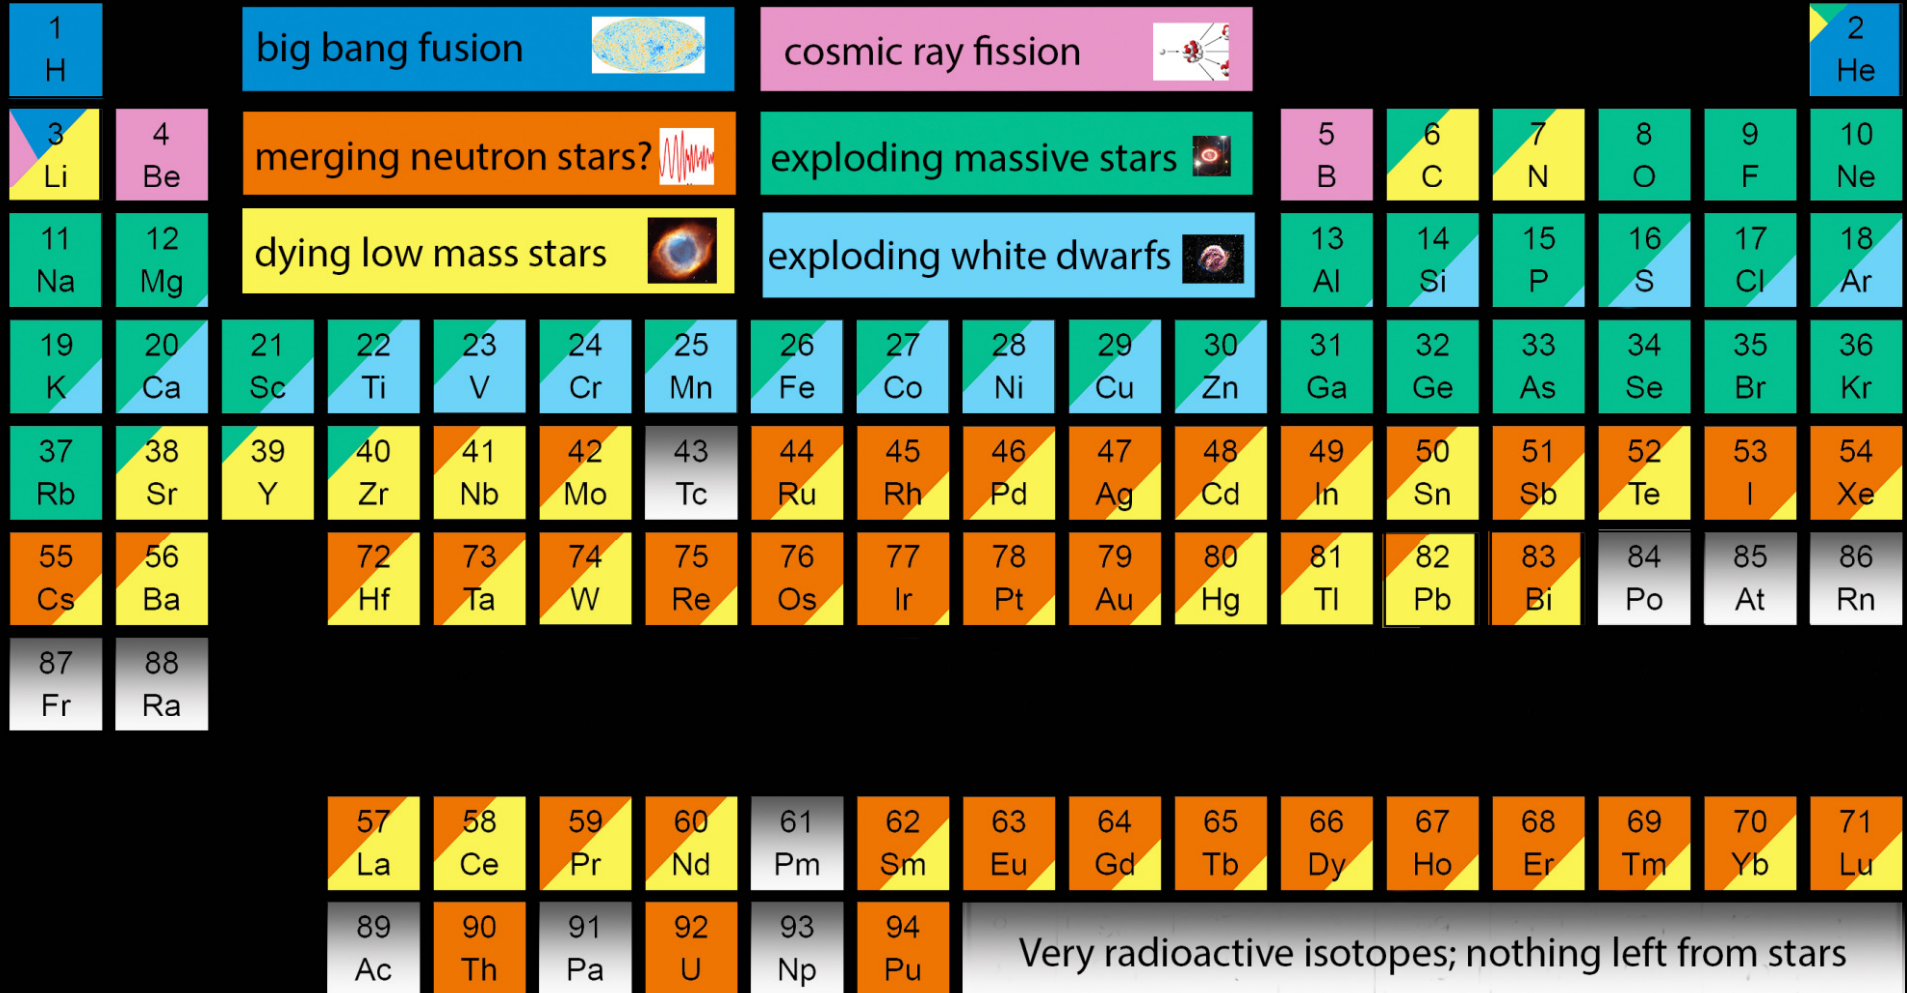 1
H
big bang fusion
cosmic ray fission
2
He
3
Li
4
Be
merging neutron stars?
exploding massive stars
5
B
6
C
7
N
8
O
9
F
10
Ne
11
Na
12
Mg
dying low mass stars
exploding white dwarfs
13
Al
14
Si
15
P
16
S
17
Cl
18
Ar
19
K
20
Ca
21
Sc
22
Ti
23
V
24
Cr
25
Mn
26
Fe
27
Co
28
Ni
29
Cu
30
Zn
31
Ga
32
Ge
33
As
34
Se
35
Br
36
Kr
37
Rb
38
Sr
39
Y
40
Zr
41
Nb
42
Mo
43
Tc
44
Ru
45
Rh
46
Pd
47
Ag
48
Cd
49
In
50
Sn
51
Sb
52
Te
53
I
54
Xe
55
Cs
56
Ba
72
Hf
73
Ta
74
W
75
Re
76
Os
77
Ir
78
Pt
79
Au
80
Hg
81
Tl
82
Pb
83
Bi
84
Po
85
At
86
Rn
87
Fr
88
Ra
57
La
58
Ce
59
Pr
60
Nd
61
Pm
62
Sm
63
Eu
64
Gd
65
Tb
66
Dy
67
Ho
68
Er
69
Tm
70
Yb
71
Lu
89
Ac
90
Th
91
Pa
92
U
93
Np
94
Pu
Very radioactive isotopes; nothing left from stars